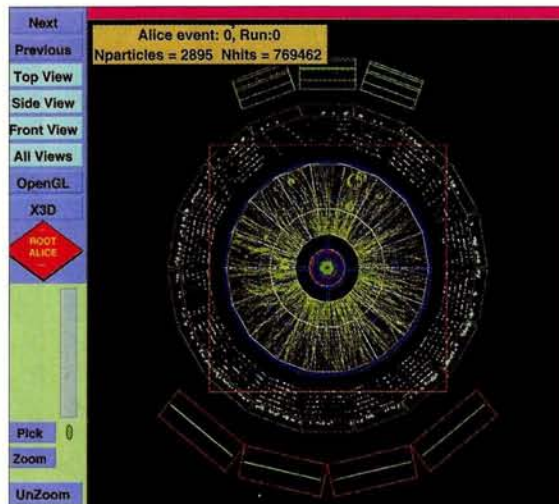 Next
Previous
Top View
Side View
Front View
All Views
OpenGL
X3D
ROOT
ALICE
Pick 0
Zoom
UnZoom
Alice event: 0, Run:0
Nparticles = 2895 Nhits = 769462